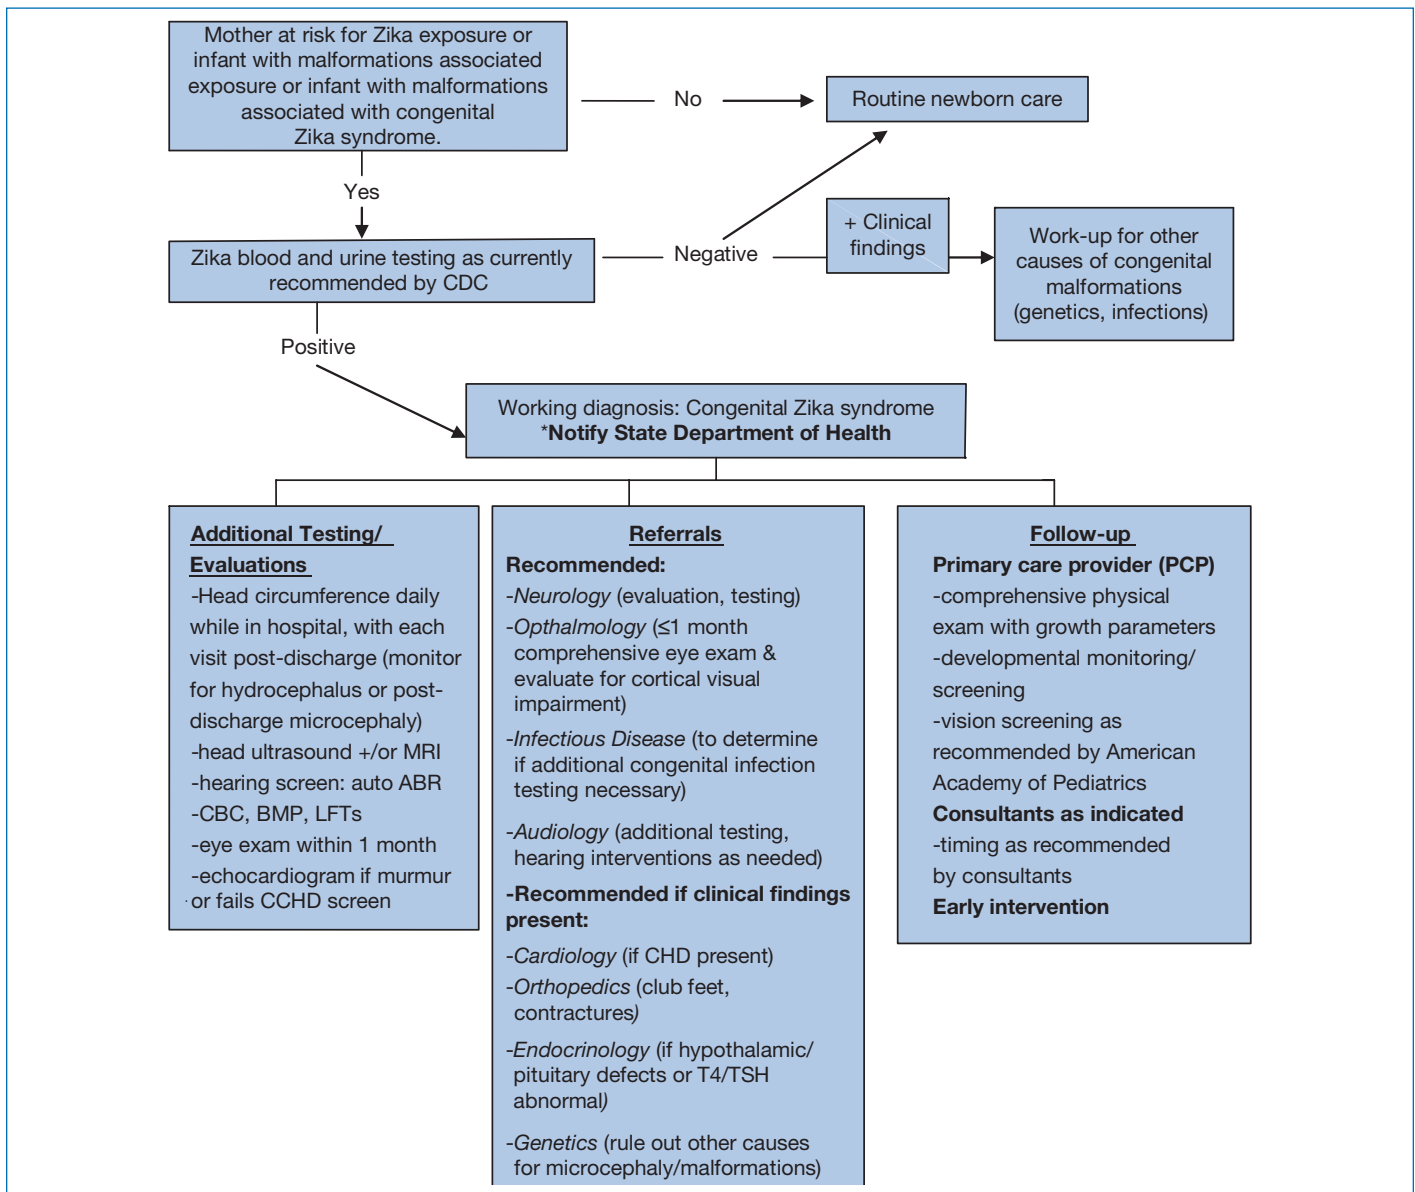 Mother at risk for Zika exposure or
infant with malformations associated
exposure or infant with malformations
associated with congenital
Zika syndrome.
No
Routine newborn care
Yes
Zika blood and urine testing as currently
recommended by CDC
Negative
+ Clinical
findings
Work-up for other
causes of congenital
malformations
(genetics, infections)
Positive
Working diagnosis: Congenital Zika syndrome
*Notify State Department of Health
Additional Testing/
Evaluations
-Head circumference daily
while in hospital, with each
visit post-discharge (monitor
for hydrocephalus or post-
discharge microcephaly)
-head ultrasound +/or MRI
-hearing screen: auto ABR
-CBC, BMP, LFTs
-eye exam within 1 month
-echocardiogram if murmur
or fails CCHD screen
Referrals
Recommended:
-Neurology (evaluation, testing)
-Opthalmology (≤1 month
comprehensive eye exam &
evaluate for cortical visual
impairment)
-Infectious Disease (to determine
if additional congenital infection
testing necessary)
-Audiology (additional testing,
hearing interventions as needed)
-Recommended if clinical findings
present:
-Cardiology (if CHD present)
-Orthopedics (club feet,
contractures)
-Endocrinology (if hypothalamic/
pituitary defects or T4/TSH
abnormal)
-Genetics (rule out other causes
for microcephaly/malformations)
Follow-up
Primary care provider (PCP)
-comprehensive physical
exam with growth parameters
-developmental monitoring/
screening
-vision screening as
recommended by American
Academy of Pediatrics
Consultants as indicated
-timing as recommended
by consultants
Early intervention